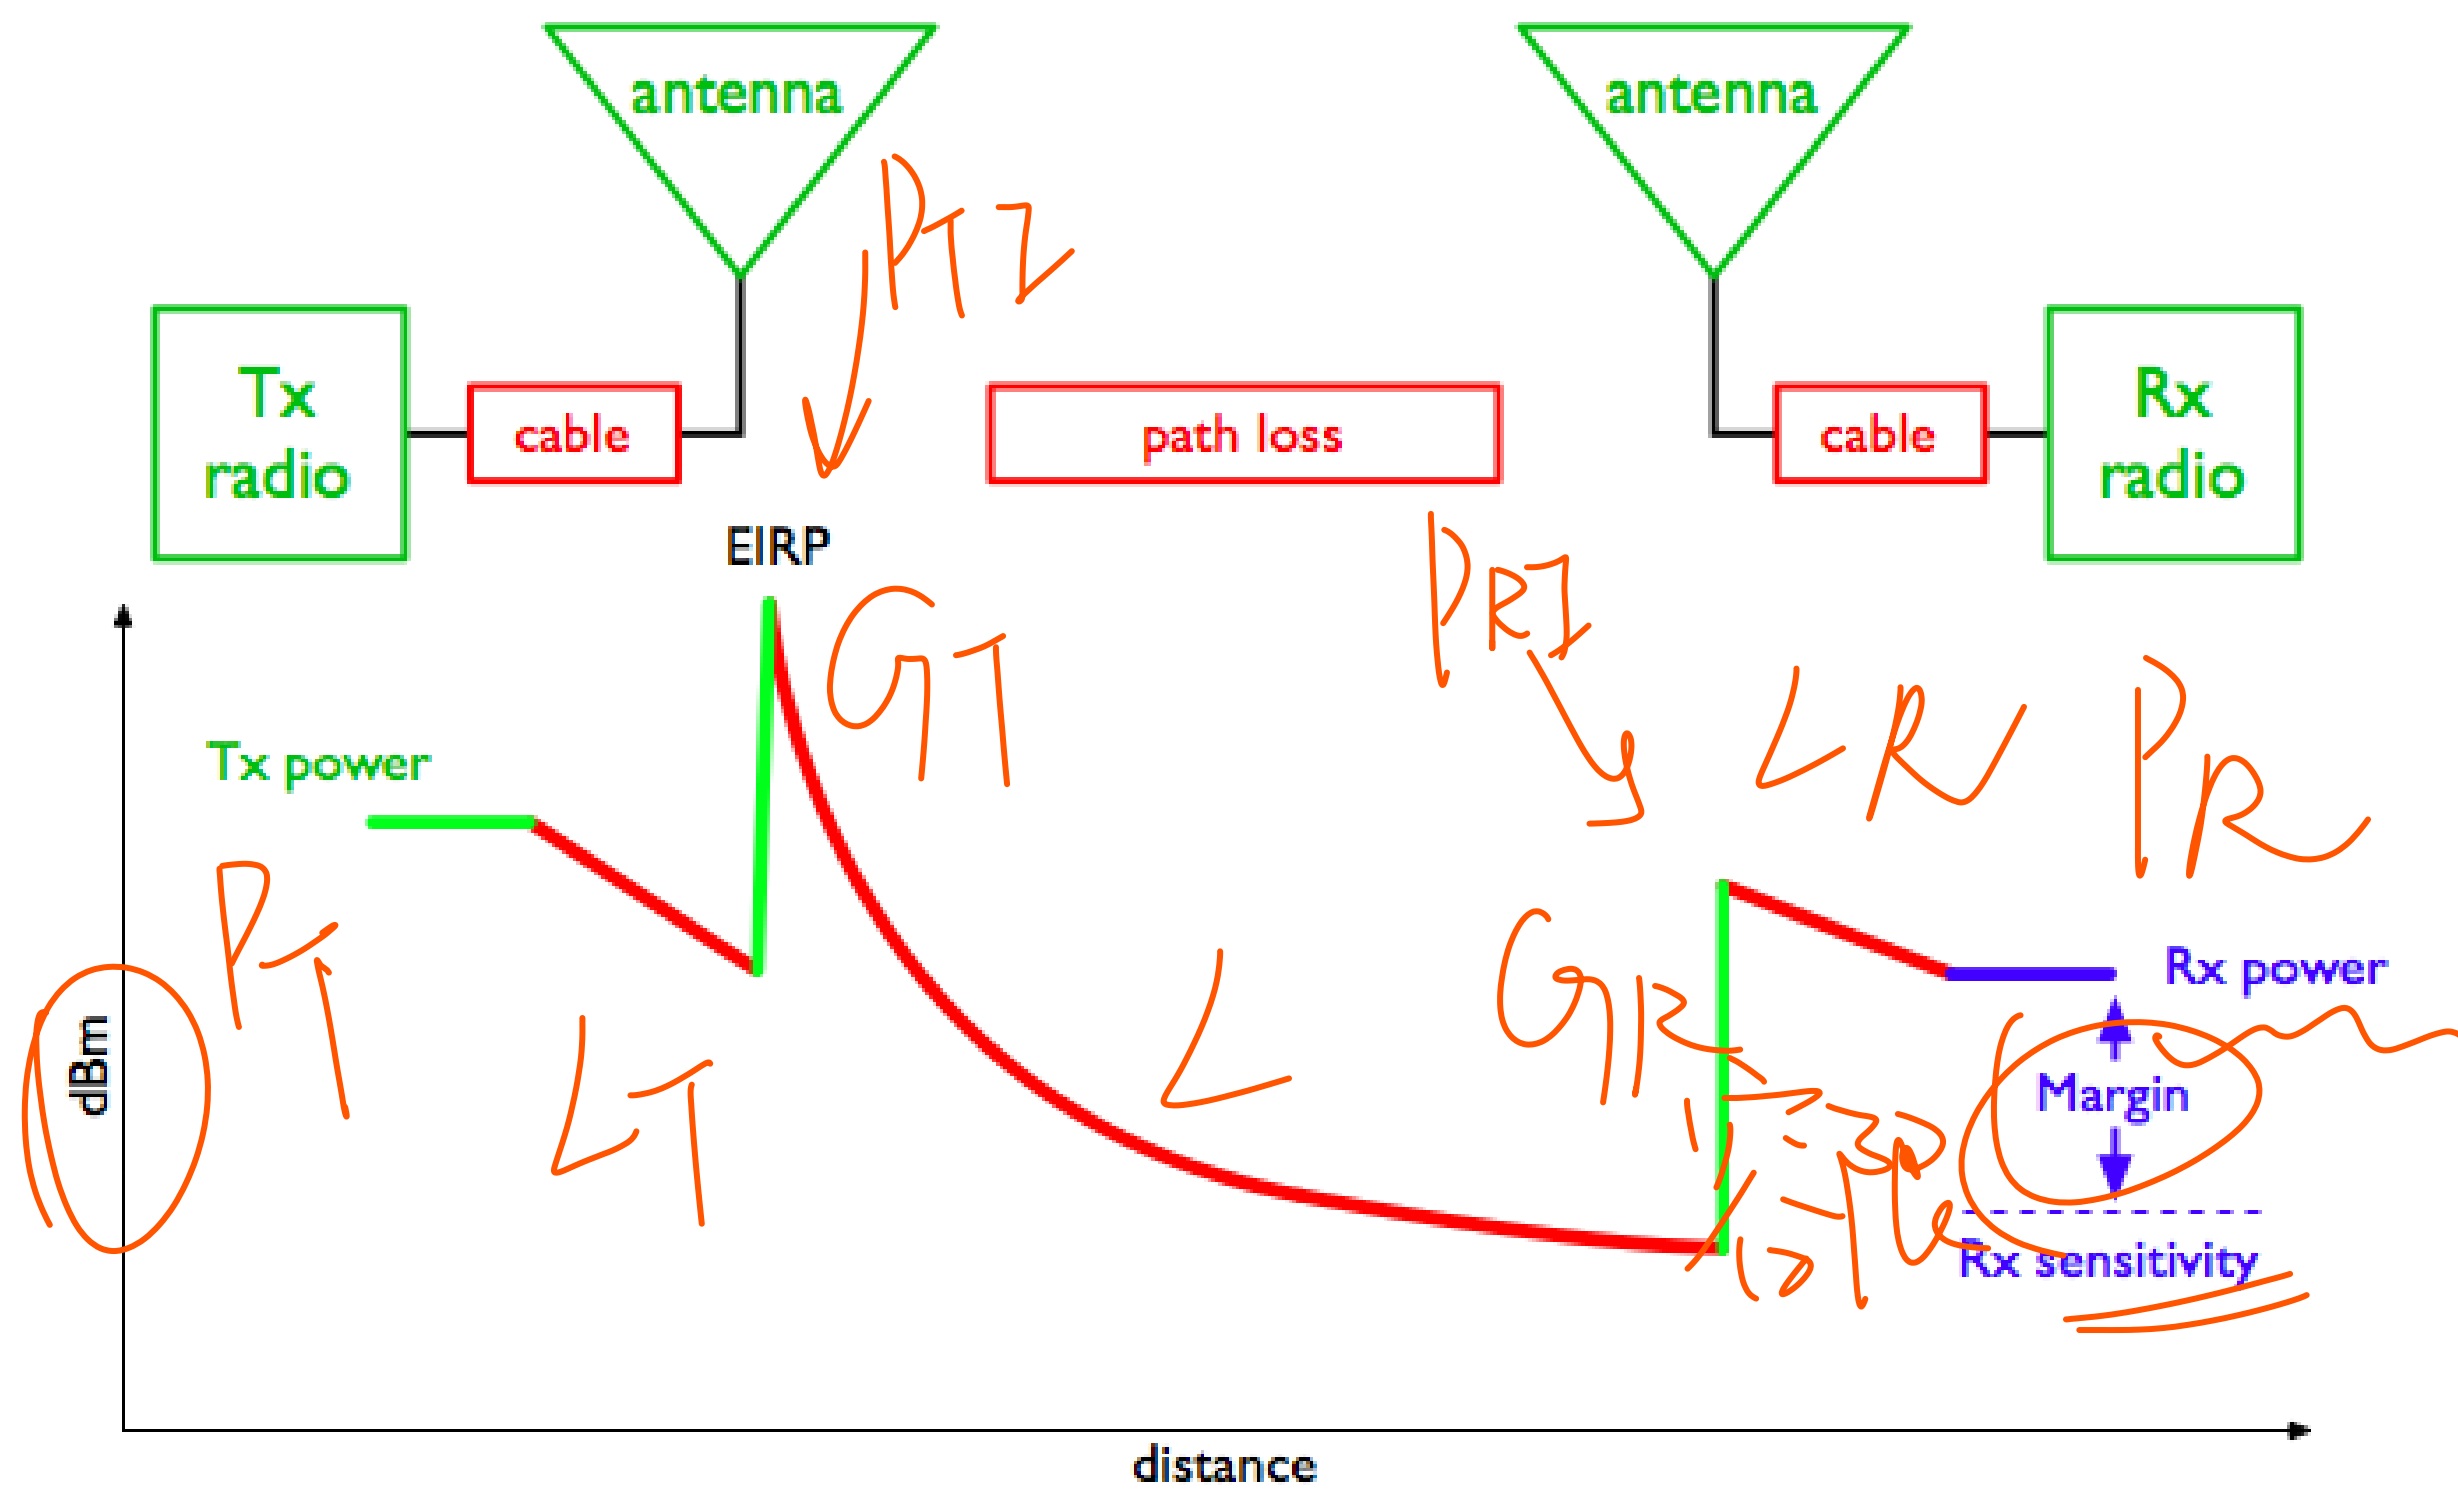 antenna antenna
PTI
Tx radio
cable
path loss
cable
Rx radio
EIRP
PRI
GT
LR
PR
Tx power
PT
LT
L
GR
Rx power
dBm
Margin
Rx sensitivity
distance